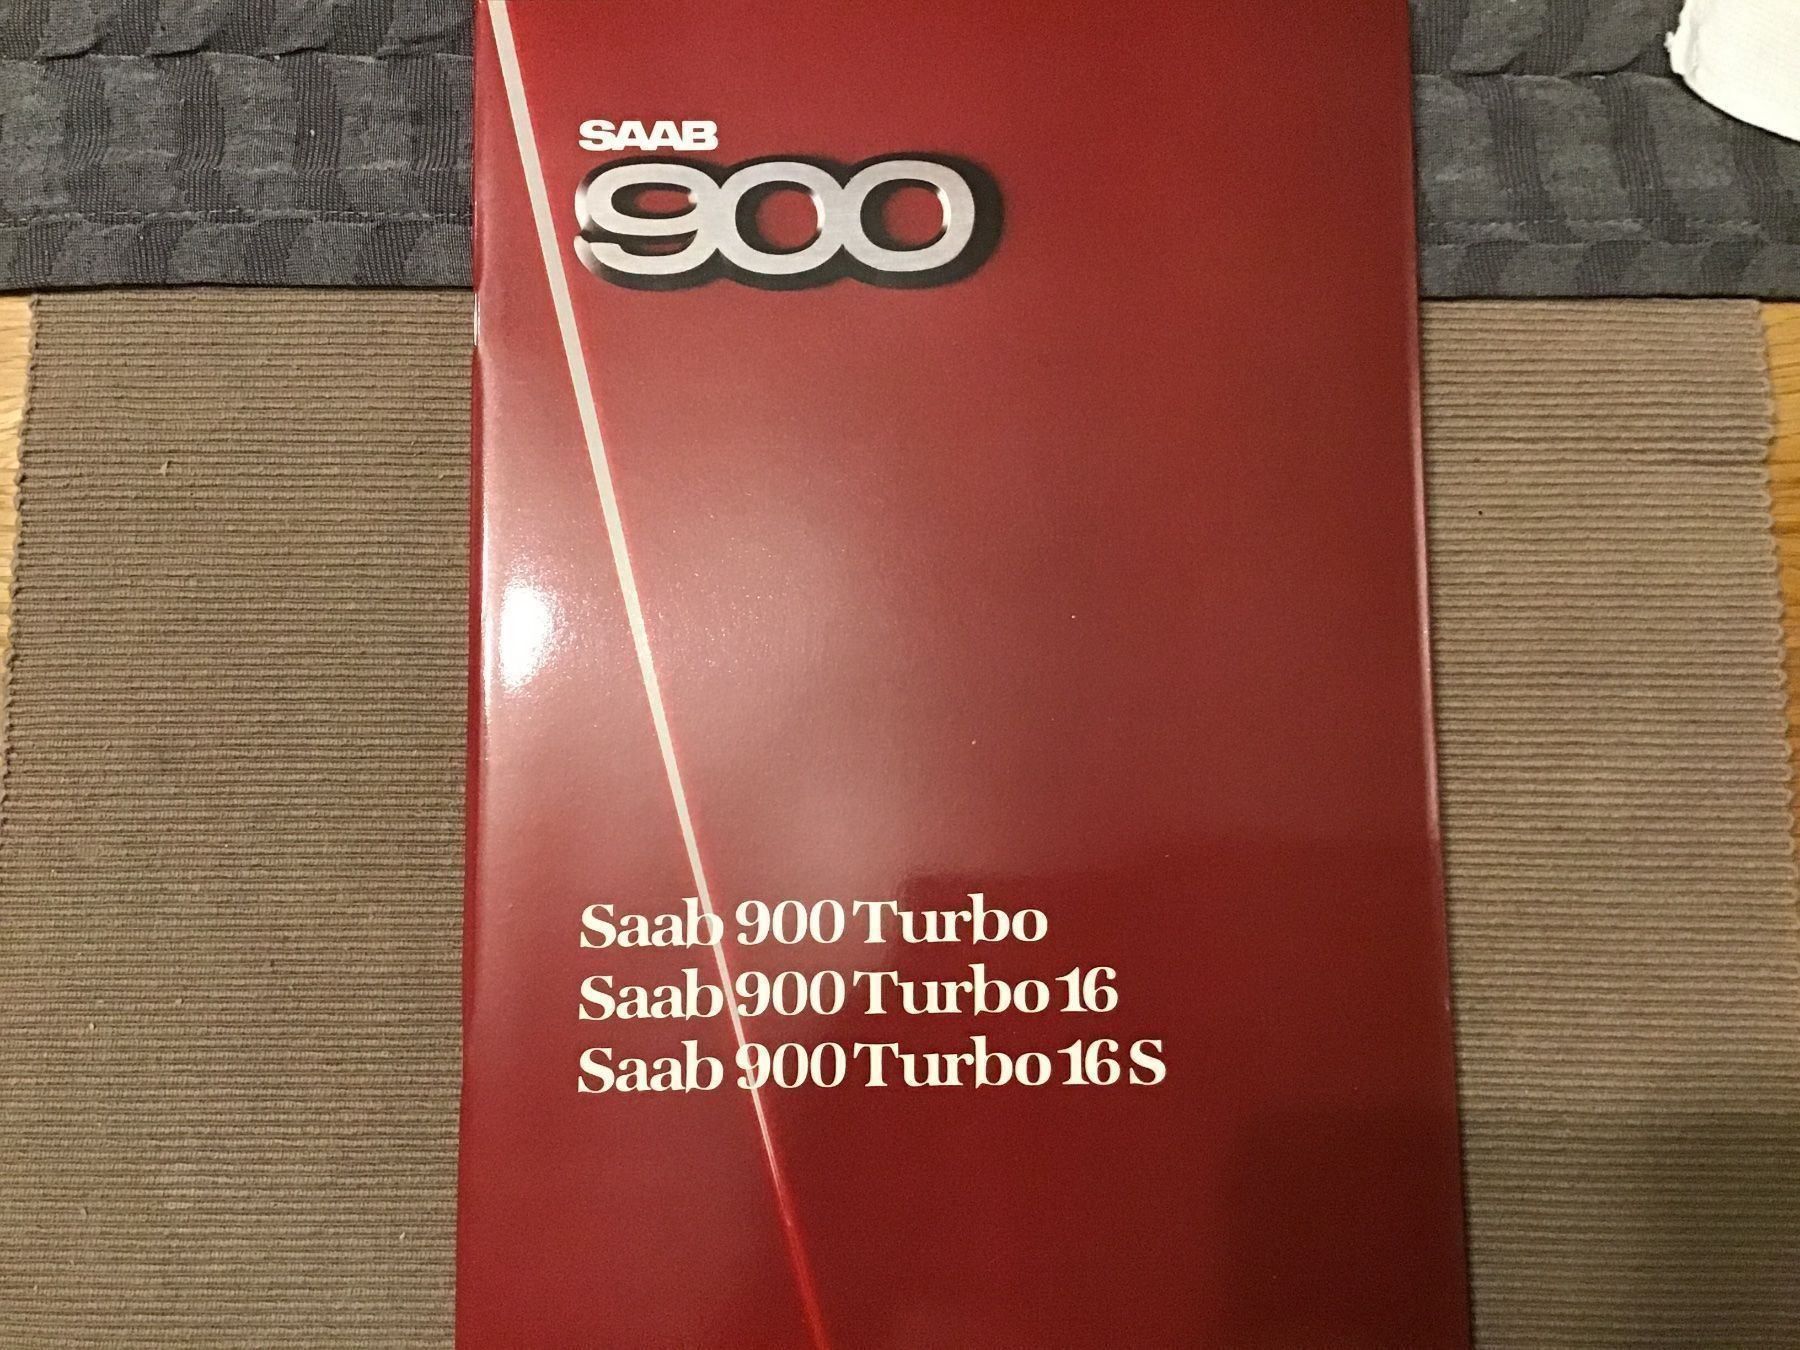 SAAB
900
Saab 900 Turbo
Saab 900 Turbo 16
Saab 900 Turbo 16 S